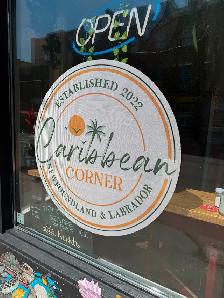 OPEN
ESTABLISHED 2022
Caribbean
CORNER
NEWFOUNDLAND & LABRADOR